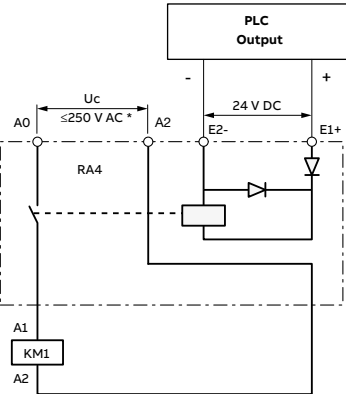 PLC
Output
- +
Uc
≤250 V AC *
24 V DC
A0
A2
E2-
E1+
RA4
A1
KM1
A2